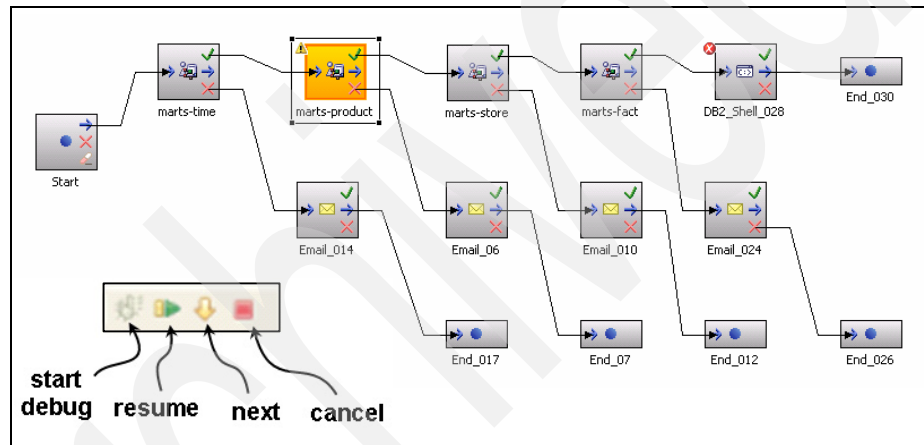 marts-time
marts-product
marts-store
marts-fact
DB2_Shell_028
End_030
Start
Email_014
Email_06
Email_010
Email_024
End_017
End_07
End_012
End_026
start debug
resume
next
cancel